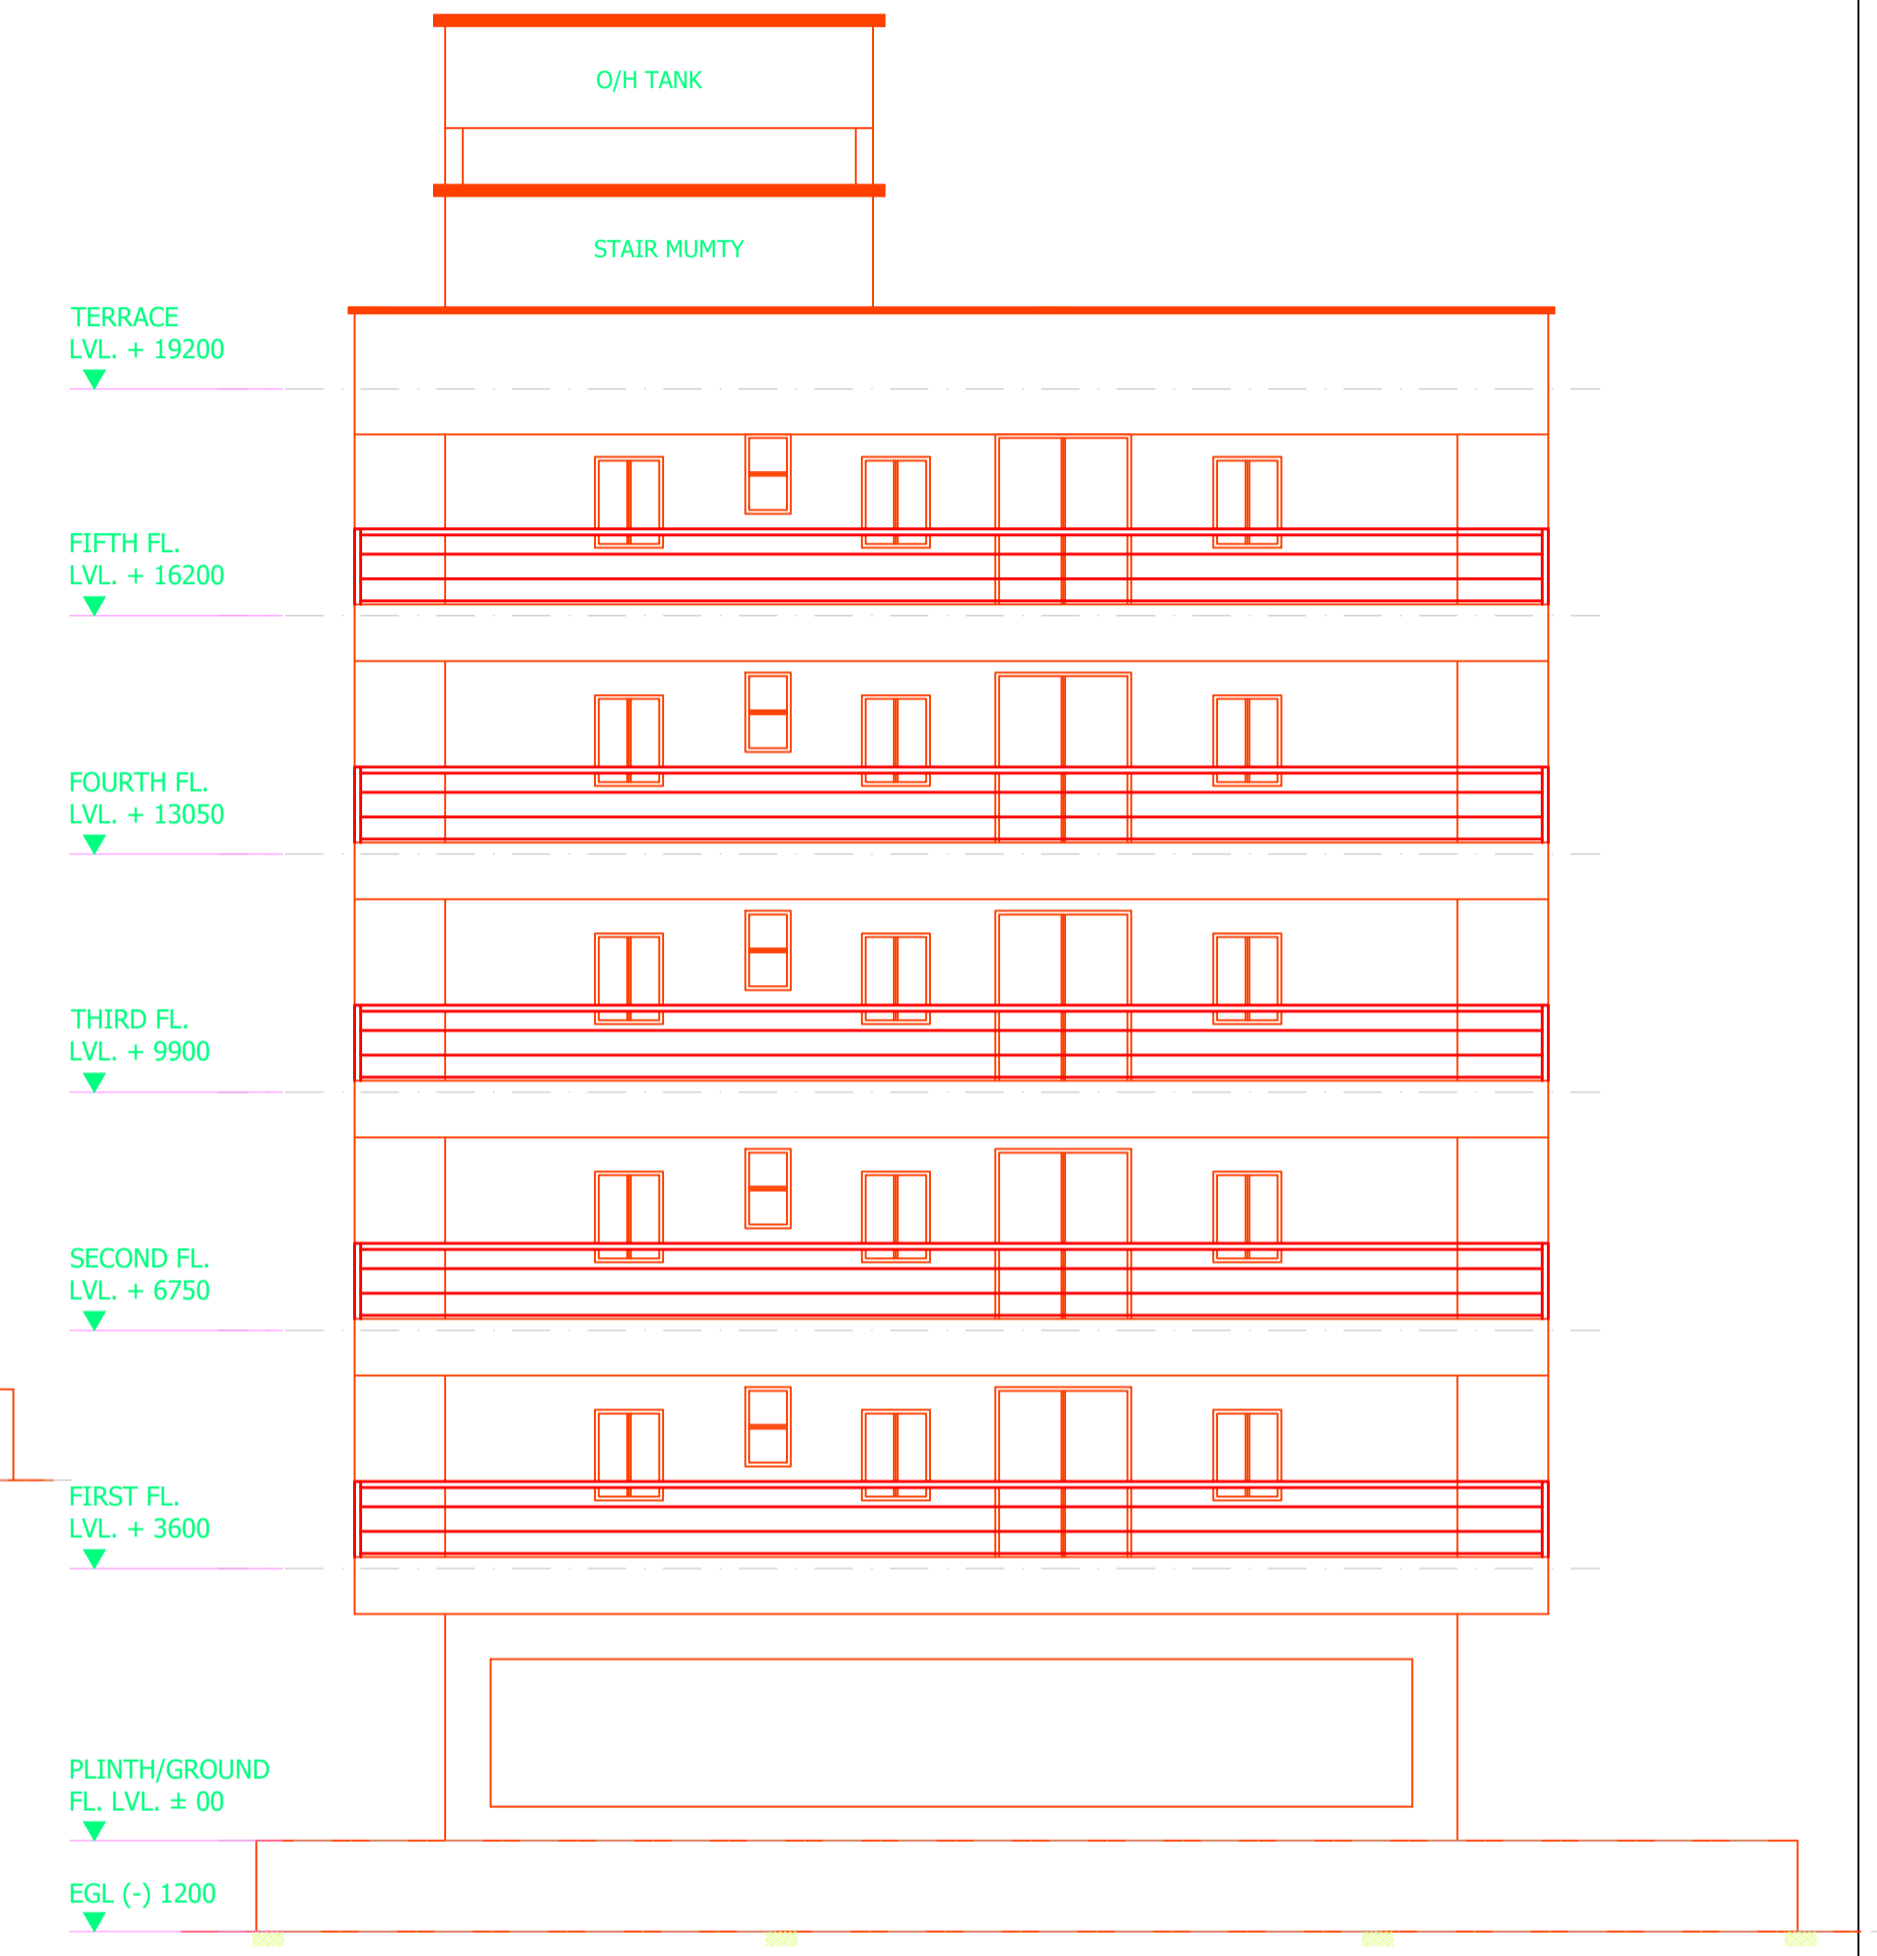 O/H TANK
STAIR MUMTY
TERRACE
LVL. + 19200
FIFTH FL.
LVL. + 16200
FOURTH FL.
LVL. + 13050
THIRD FL.
LVL. + 9900
SECOND FL.
LVL. + 6750
FIRST FL.
LVL. + 3600
PLINTH/GROUND
FL. LVL. ± 00
EGL (-) 1200